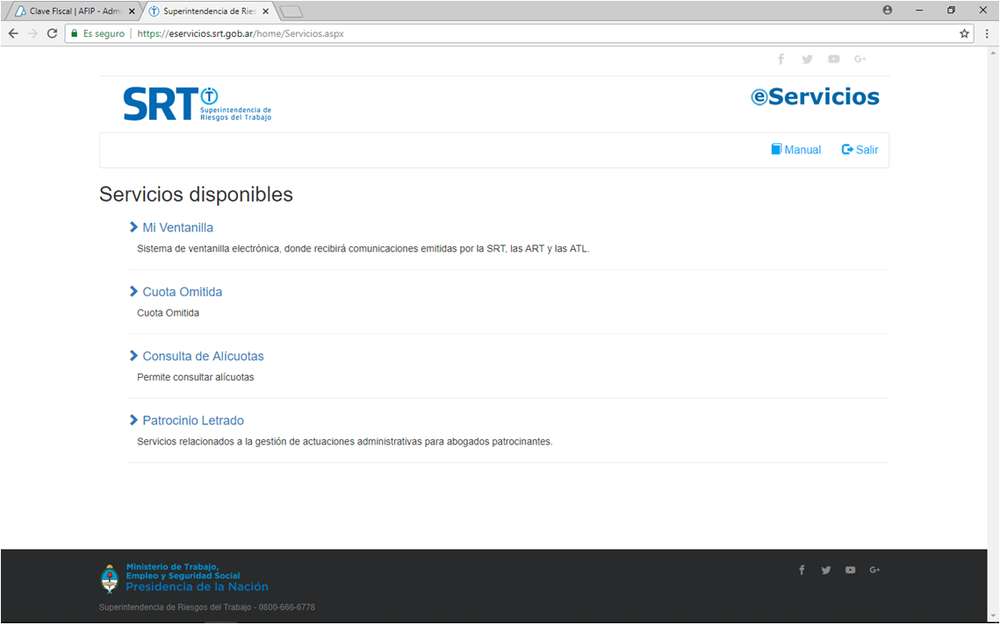 Clave Fiscal | AFIP - Admi
Superintendencia de Ries
Es seguro
https://eservicios.srt.gob.ar/home/Servicios.aspx
SRT
Superintendencia de
Riesgos del Trabajo
eServicios
Manual
Salir
Servicios disponibles
Mi Ventanilla
Sistema de ventanilla electrónica, donde recibirá comunicaciones emitidas por la SRT, las ART y las ATL.
Cuota Omitida
Cuota Omitida
Consulta de Alícuotas
Permite consultar alícuotas
Patrocinio Letrado
Servicios relacionados a la gestión de actuaciones administrativas para abogados patrocinantes.
Ministerio de Trabajo,
Empleo y Seguridad Social
Presidencia de la Nación
Superintendencia de Riesgos del Trabajo - 0800-666-6778